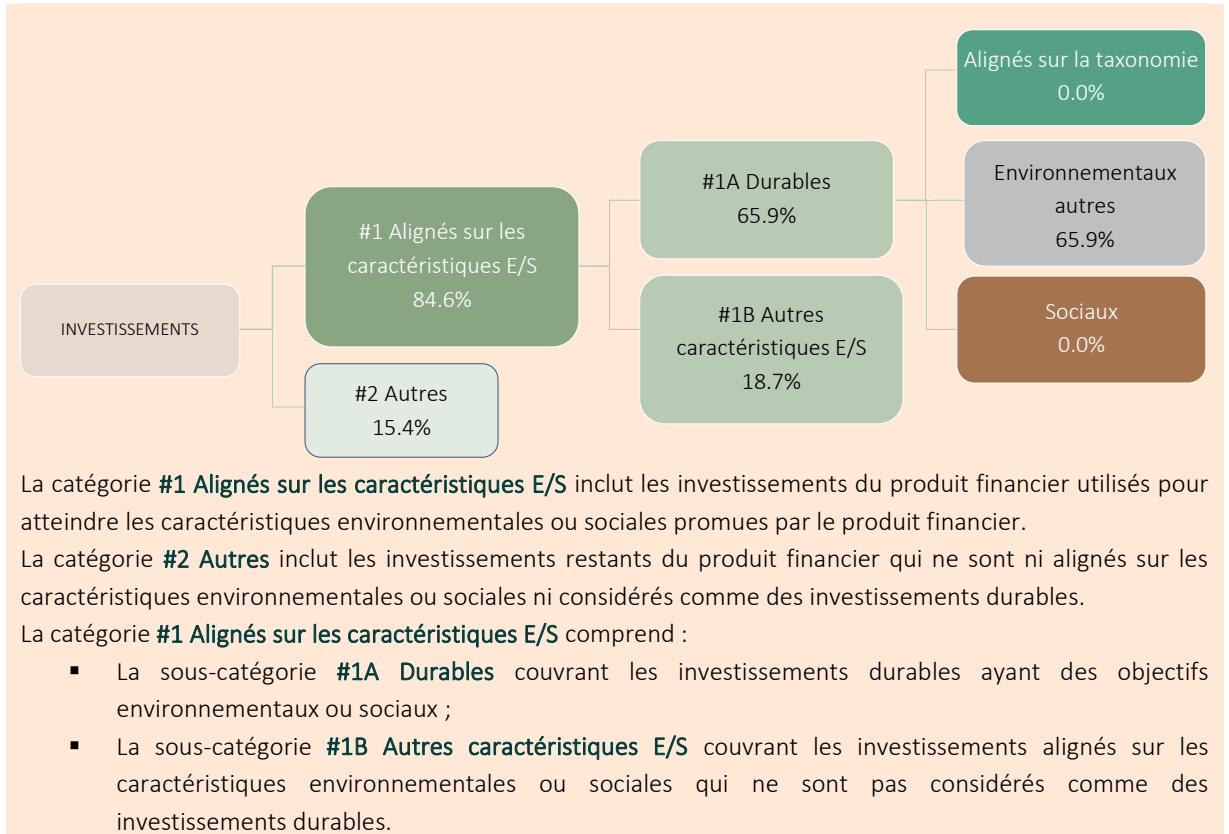 Alignés sur la taxonomie
0.0%
#1A Durables
65.9%
Environnementaux
autres
65.9%
#1 Alignés sur les
caractéristiques E/S
84.6%
INVESTISSEMENTS
#1B Autres
caractéristiques E/S
18.7%
Sociaux
0.0%
#2 Autres
15.4%
La catégorie #1 Alignés sur les caractéristiques E/S inclut les investissements du produit financier utilisés pour
atteindre les caractéristiques environnementales ou sociales promues par le produit financier.
La catégorie #2 Autres inclut les investissements restants du produit financier qui ne sont ni alignés sur les
caractéristiques environnementales ou sociales ni considérés comme des investissements durables.
La catégorie #1 Alignés sur les caractéristiques E/S comprend :
▪ La sous-catégorie #1A Durables couvrant les investissements durables ayant des objectifs
environnementaux ou sociaux ;
▪ La sous-catégorie #1B Autres caractéristiques E/S couvrant les investissements alignés sur les
caractéristiques environnementales ou sociales qui ne sont pas considérés comme des
investissements durables.